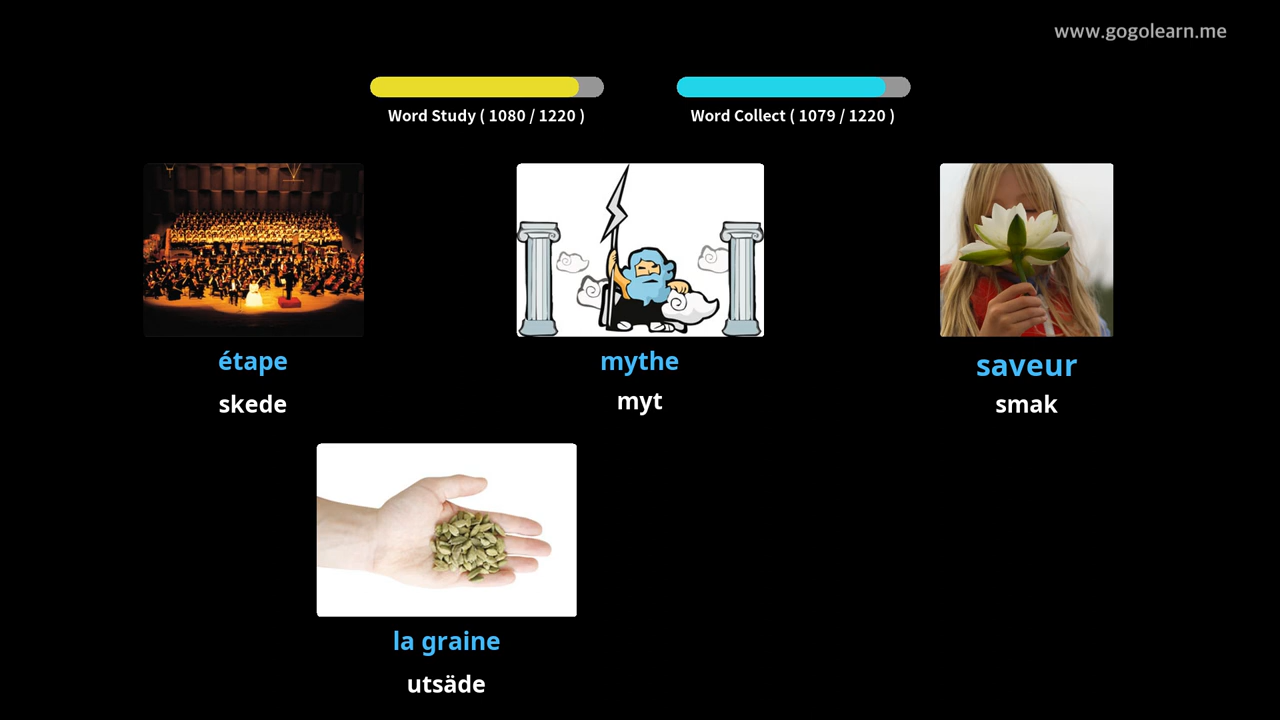 www.gogolearn.me
Word Study ( 1080 / 1220 )
Word Collect ( 1079 / 1220 )
étape
skede
mythe
myt
saveur
smak
la graine
utsäde